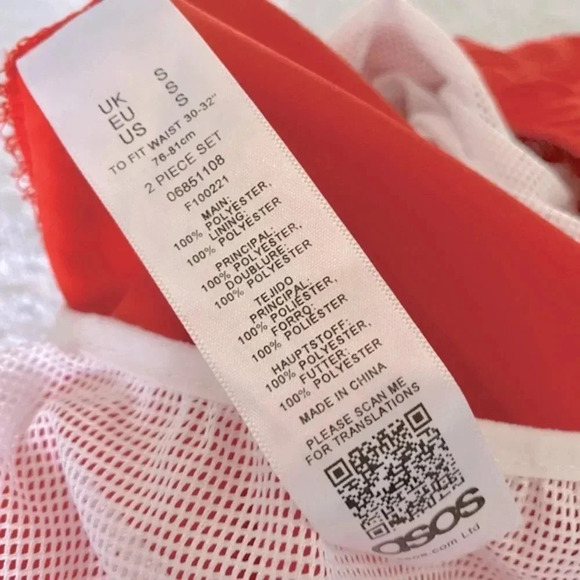 UK S
EU S
US S
TO FIT WAIST 30-32"
76-81cm
2 PIECE SET
06851108
F100221
MAIN:
100% POLYESTER,
LINING:
100% POLYESTER
PRINCIPAL:
100% POLYESTER,
DOUBLURE:
100% POLYESTER
TEJIDO
PRINCIPAL:
100% POLIÉSTER,
FORRO:
100% POLIÉSTER
HAUPTSTOFF:
100% POLYESTER,
FUTTER:
100% POLYESTER
MADE IN CHINA
PLEASE SCAN ME
FOR TRANSLATIONS
asos
.com Ltd